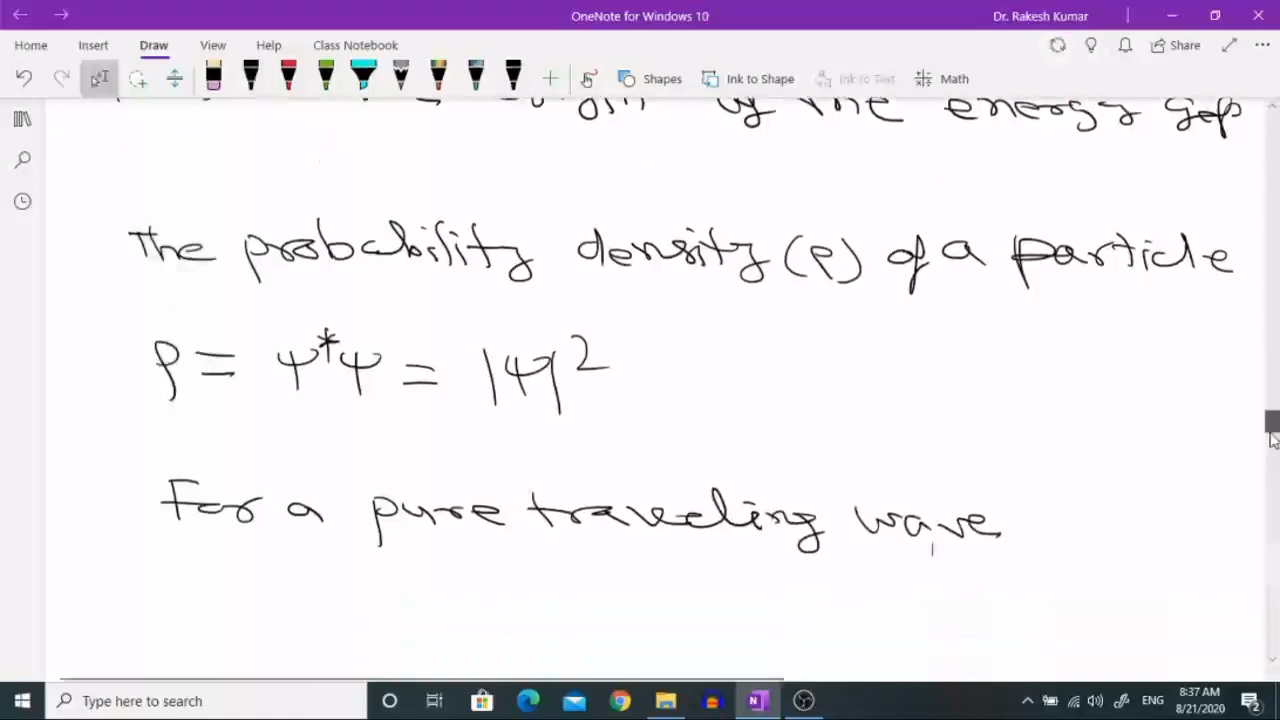 OneNote for Windows 10
Dr. Rakesh Kumar
Home Insert Draw View Help Class Notebook
Share
Shapes Ink to Shape Ink to Text Math
by the energy gap
The probability density (ρ) of a particle
ρ = ψ*ψ = |ψ|²
For a pure traveling wave
Type here to search
ENG
8:37 AM
8/21/2020
2